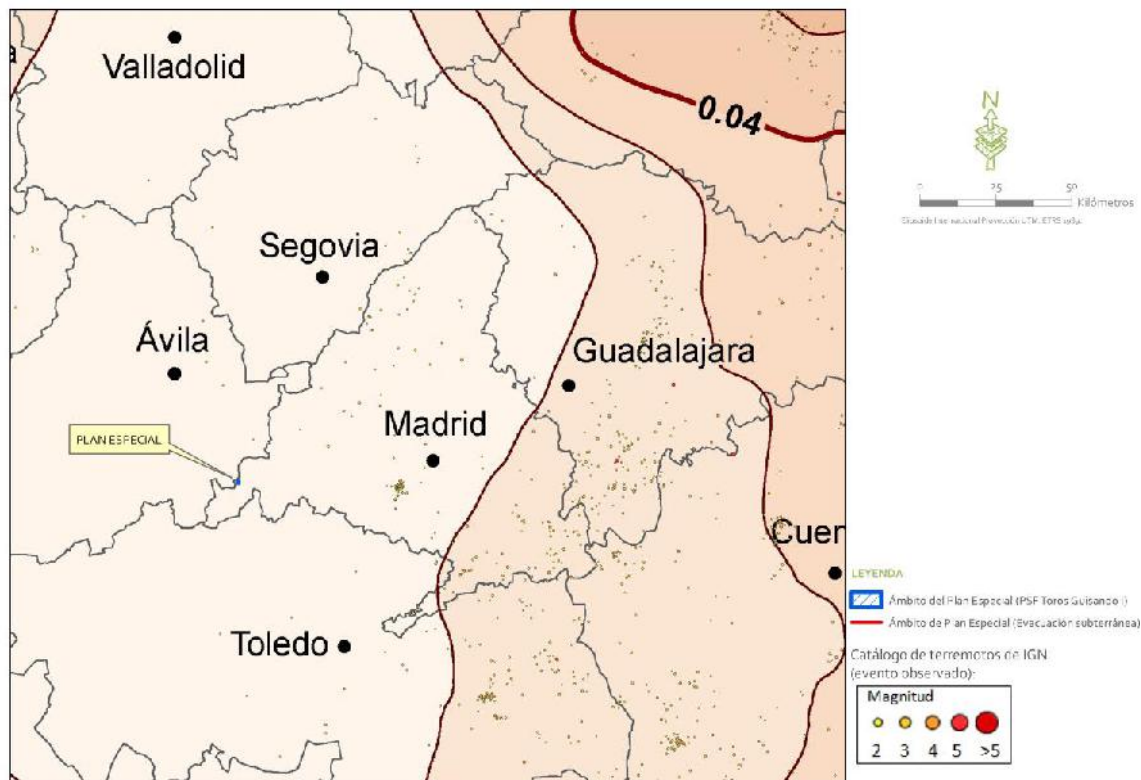 Valladolid
0.04
Segovia
Ávila
Guadalajara
Madrid
PLAN ESPECIAL
Cuer
Toledo
N
0 25 50
Kilómetros
LEYENDA
Ámbito del Plan Especial (PSF Toros Guisando I)
Ámbito de Plan Especial (Evacuación subterránea)
Catálogo de terremotos de IGN
(evento observado):
Magnitud
2 3 4 5 >5